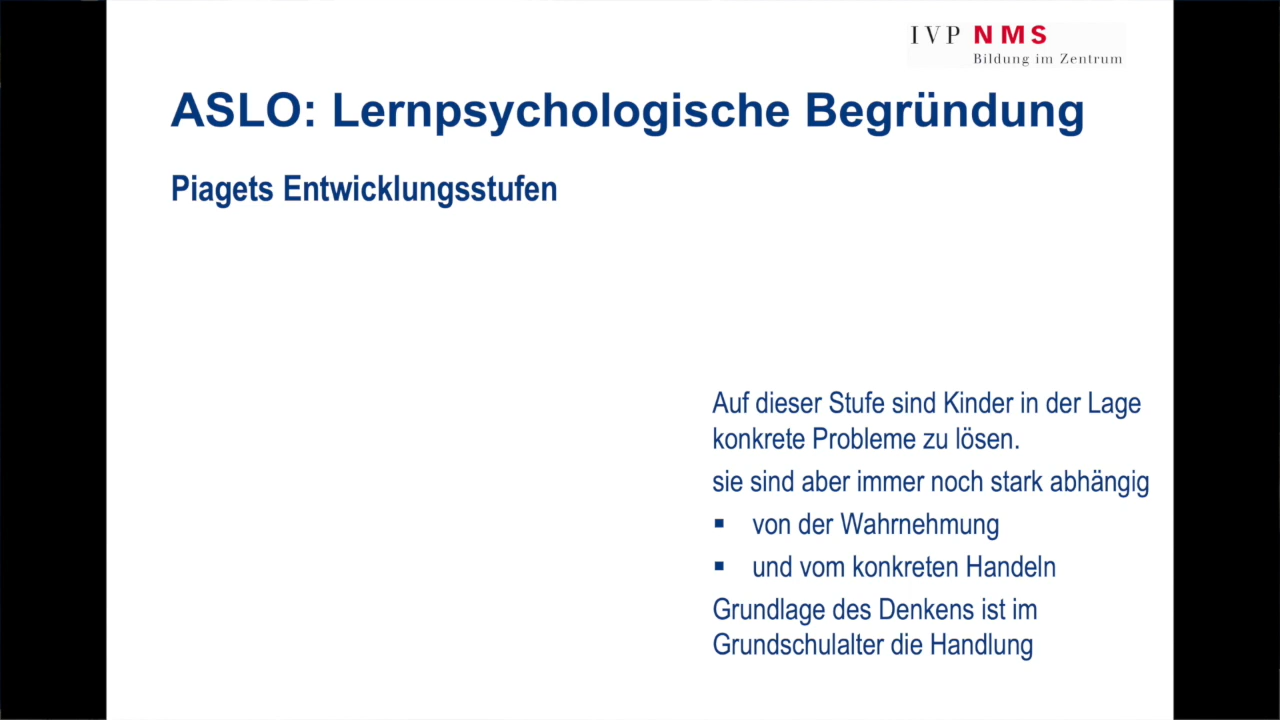 IVP NMS
Bildung im Zentrum
ASLO: Lernpsychologische Begründung
Piagets Entwicklungsstufen
Auf dieser Stufe sind Kinder in der Lage
konkrete Probleme zu lösen.
sie sind aber immer noch stark abhängig
▪ von der Wahrnehmung
▪ und vom konkreten Handeln
Grundlage des Denkens ist im
Grundschulalter die Handlung